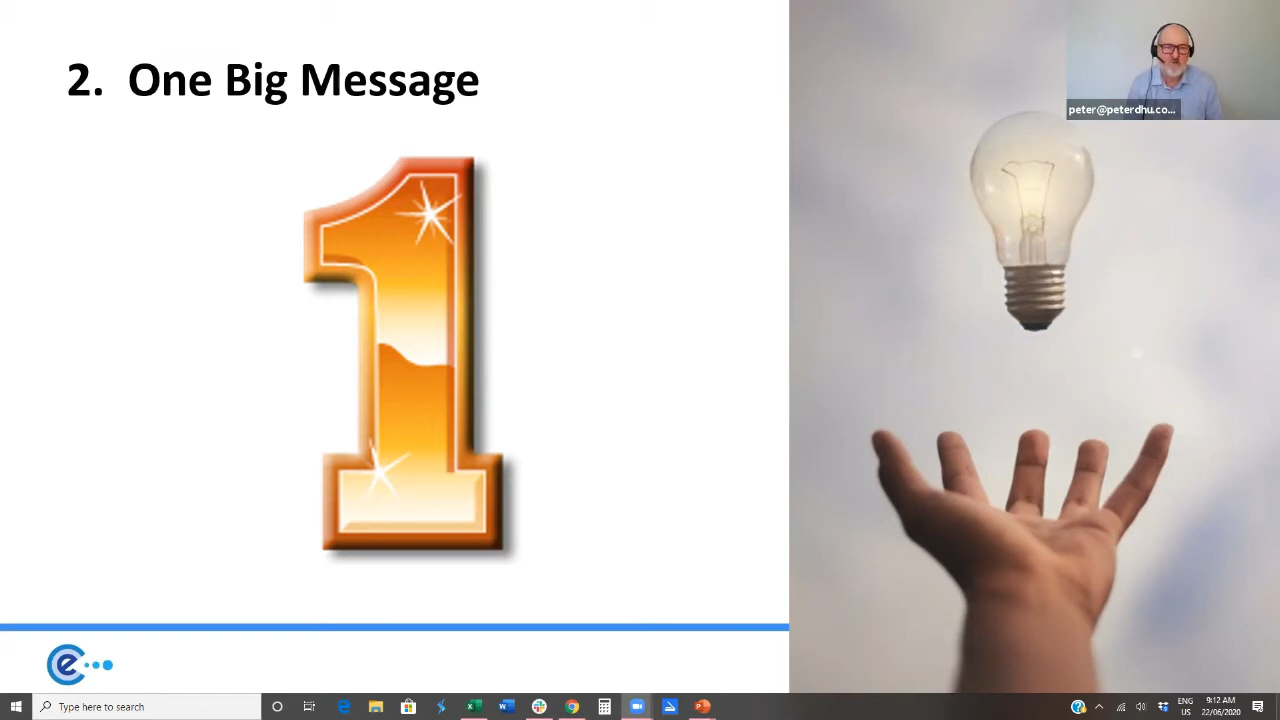 2. One Big Message
1
peter@peterdhu.co...
e
Type here to search
ENG
US
9:12 AM
22/06/2020